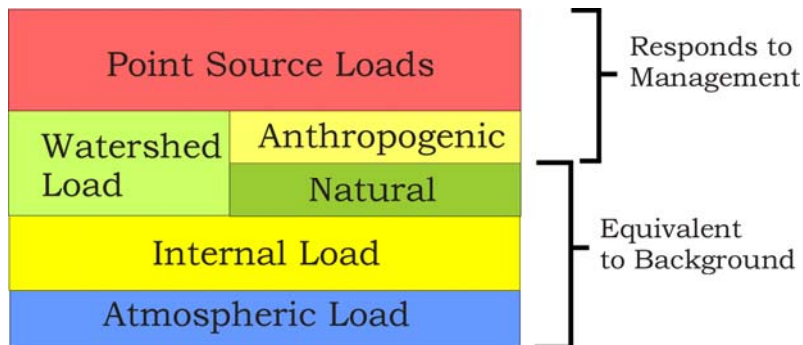 Point Source Loads
Responds to
Management
Watershed
Load
Anthropogenic
Natural
Internal Load
Equivalent
to Background
Atmospheric Load